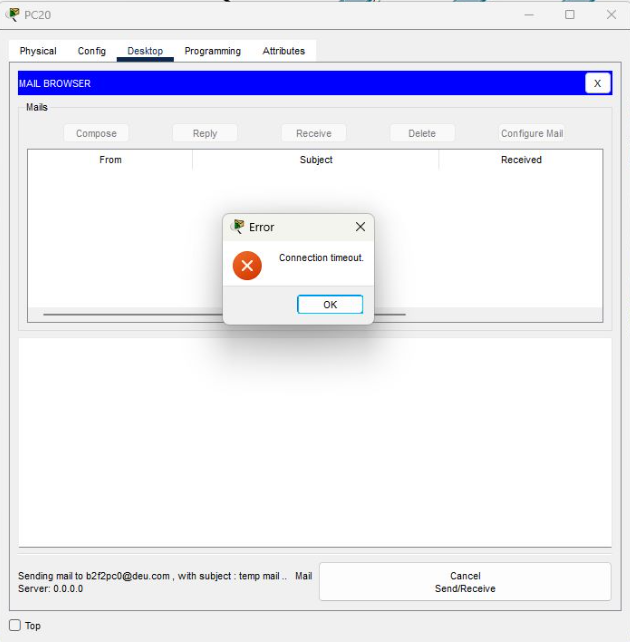 PC20
Physical Config Desktop Programming Attributes
MAIL BROWSER X
Mails
Compose Reply Receive Delete Configure Mail
From Subject Received
Error
Connection timeout.
OK
Sending mail to b2f2pc0@deu.com , with subject : temp mail .. Mail
Server: 0.0.0.0
Cancel
Send/Receive
Top